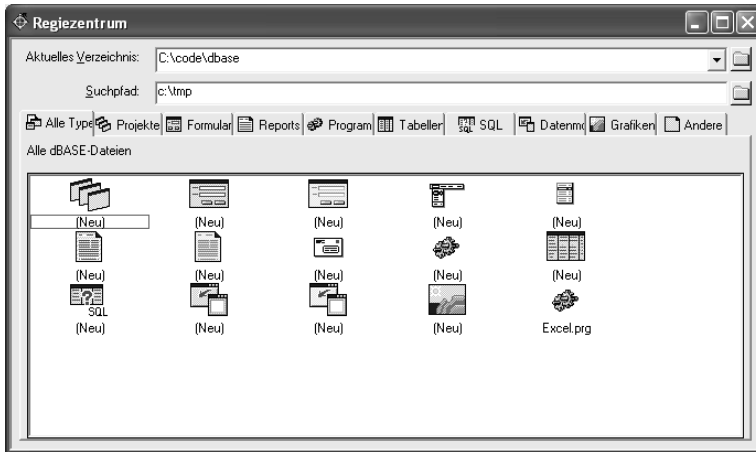 Regiezentrum
Aktuelles Verzeichnis: C:\code\dbase
Suchpfad: c:\tmp
Alle Type Projekte Formular Reports Program Tabeller SQL Datenmo Grafiken Andere
Alle dBASE-Dateien
(Neu) (Neu) (Neu) (Neu) (Neu)
(Neu) (Neu) (Neu) (Neu) (Neu)
SQL
(Neu) (Neu) (Neu) (Neu) Excel.prg